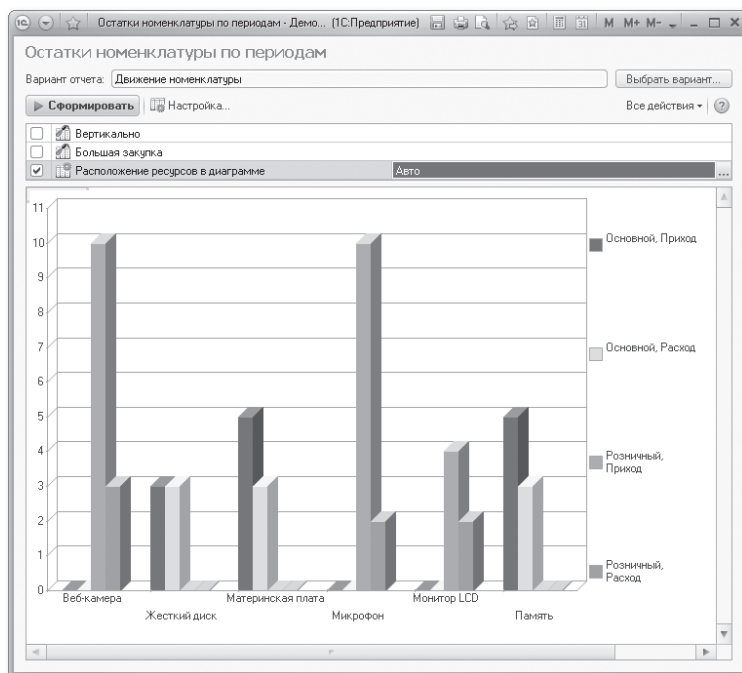 Остатки номенклатуры по периодам - Демо... (1С:Предприятие)
M M+ M-
Остатки номенклатуры по периодам
Вариант отчета: Движение номенклатуры
Выбрать вариант...
Сформировать
Настройка...
Все действия
Вертикально
Большая закупка
Расположение ресурсов в диаграмме
Авто
...
11
10
9
8
7
6
5
4
3
2
1
0
Основной, Приход
Основной, Расход
Розничный,
Приход
Розничный,
Расход
Веб-камера
Жесткий диск
Материнская плата
Микрофон
Монитор LCD
Память